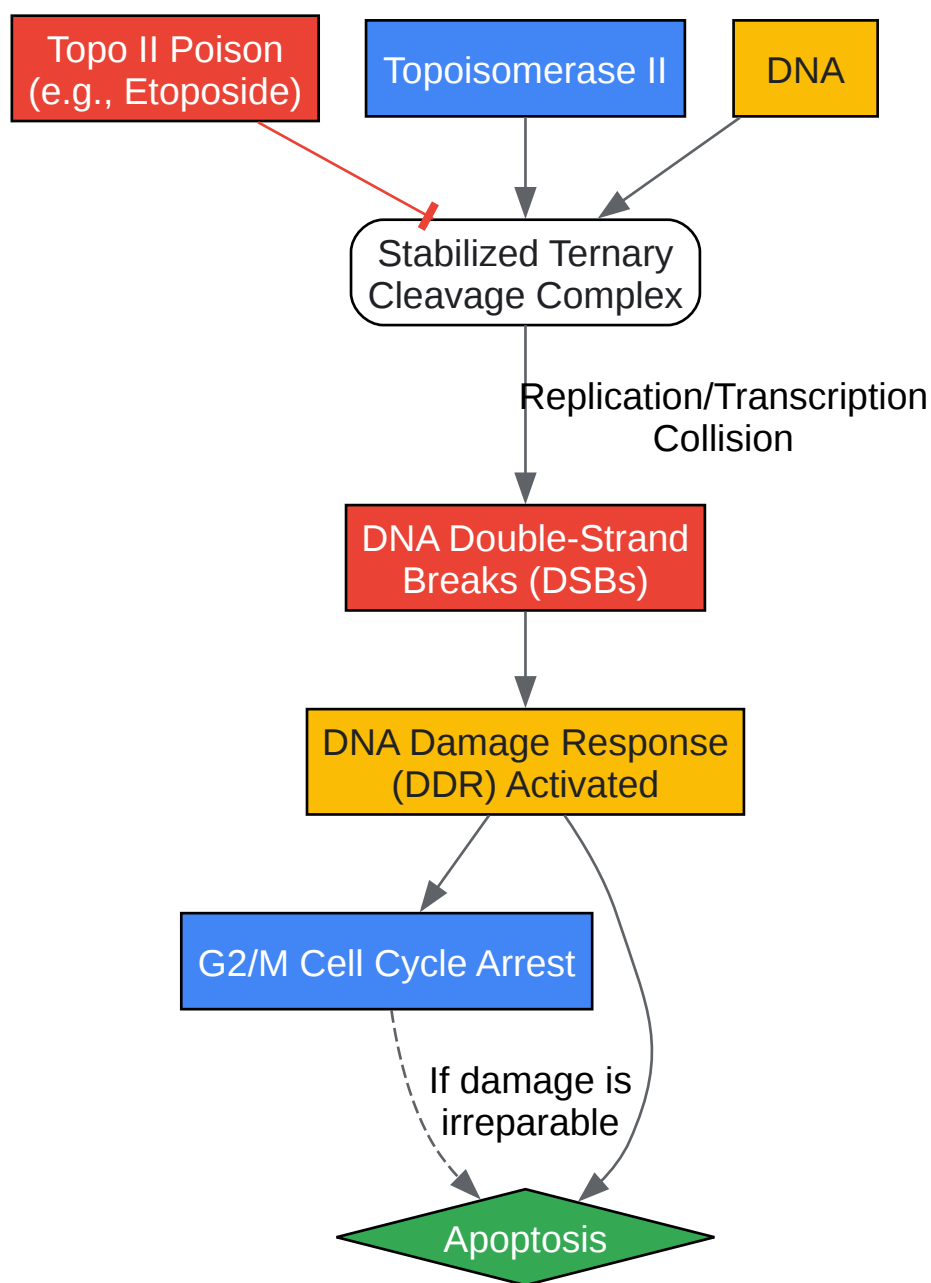 Topo II Poison
(e.g., Etoposide)
Topoisomerase II
DNA
Stabilized Ternary
Cleavage Complex
Replication/Transcription
Collision
DNA Double-Strand
Breaks (DSBs)
DNA Damage Response
(DDR) Activated
G2/M Cell Cycle Arrest
If damage is
irreparable
Apoptosis